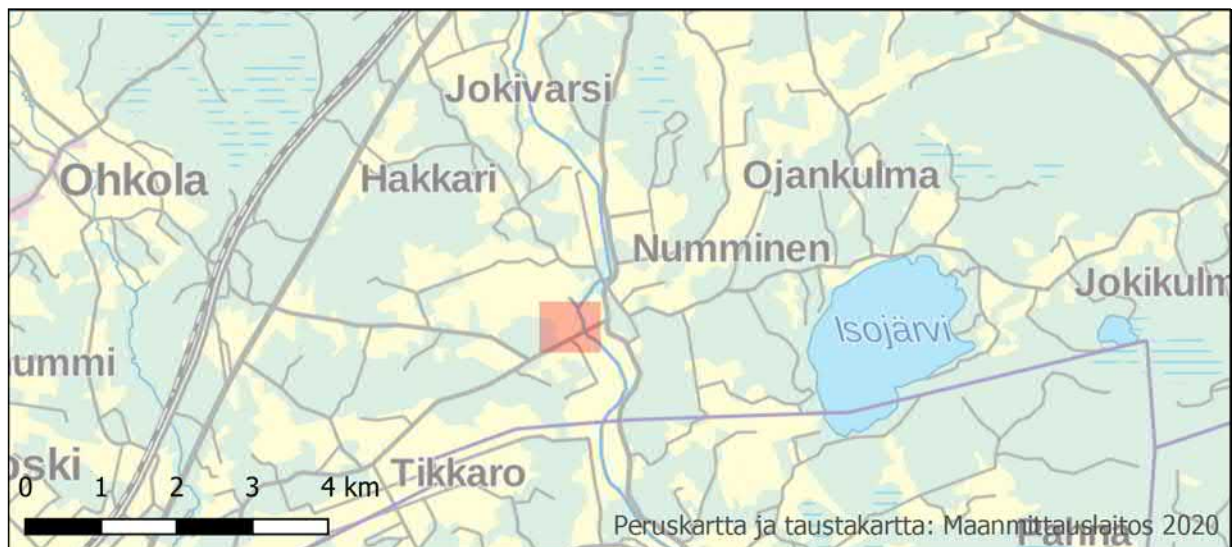 Jokivarsi
Ohkola
Hakkari
Ojankulma
Numminen
Jokikulm
Isojärvi
ummi
oski
Tikkaro
0 1 2 3 4 km
Pahna
Peruskartta ja taustakartta: Maanmittauslaitos 2020